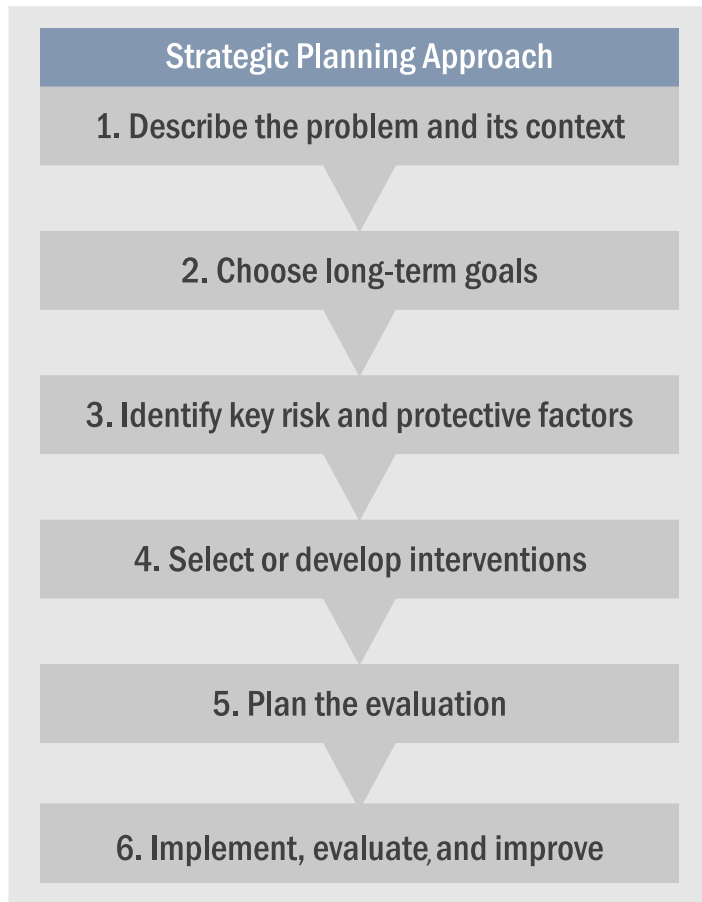 Strategic Planning Approach
1. Describe the problem and its context
2. Choose long-term goals
3. Identify key risk and protective factors
4. Select or develop interventions
5. Plan the evaluation
6. Implement, evaluate, and improve